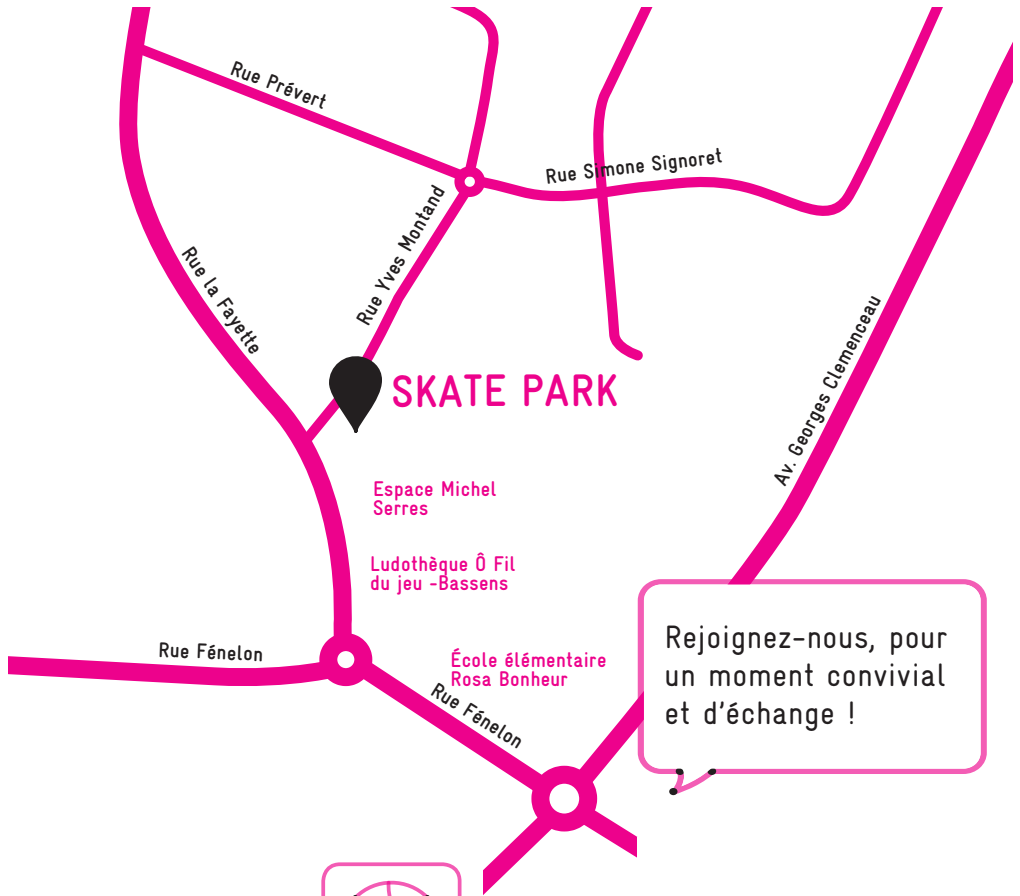 Rue Prévert
Rue Simone Signoret
Rue Yves Montand
Rue la Fayette
Av. Georges Clemenceau
SKATE PARK
Espace Michel
Serres
Ludothèque Ô Fil
du jeu -Bassens
Rue Fénelon
École élémentaire
Rosa Bonheur
Rue Fénelon
Rejoignez-nous, pour
un moment convivial
et d'échange !